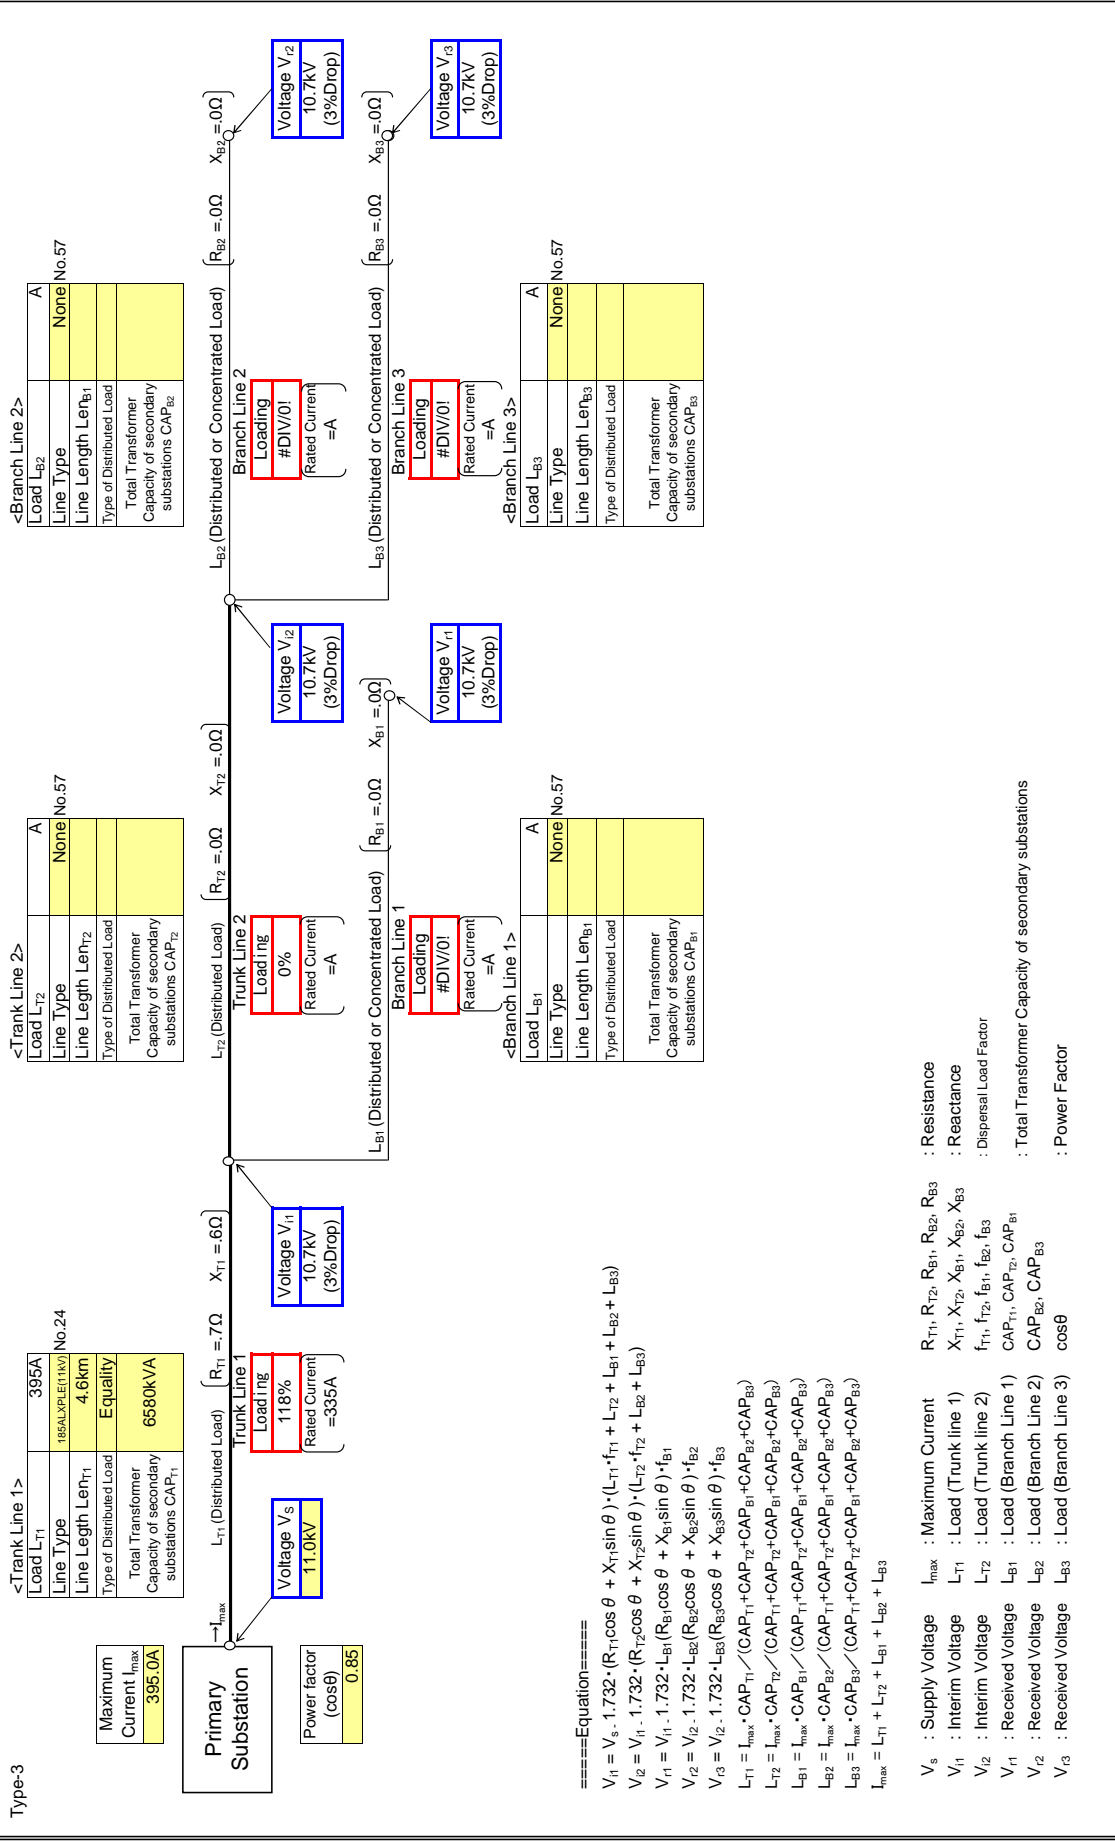 Type-3
Maximum
Current Imax
395.0A
Primary
Substation
→Imax
Power factor
(cosθ)
0.85
Voltage VS
11.0kV
<Trank Line 1>
Load LT1 395A
Line Type 185ALXPLE(11kV) No.24
Line Legth LenT1 4.6km
Type of Distributed Load Equality
Total Transformer
Capacity of secondary
substations CAPT1
6580kVA
LT1 (Distributed Load) RT1 =.7Ω XT1 =.6Ω
Trunk Line 1
Loading
118%
Rated Current
=335A
Voltage Vi1
10.7kV
(3%Drop)
<Trank Line 2>
Load LT2 A
Line Type None No.57
Line Legth LenT2
Type of Distributed Load
Total Transformer
Capacity of secondary
substations CAPT2
LT2 (Distributed Load) RT2 =.0Ω XT2 =.0Ω
Trunk Line 2
Loading
0%
Rated Current
=A
Voltage Vi2
10.7kV
(3%Drop)
LB1 (Distributed or Concentrated Load) RB1 =.0Ω XB1 =.0Ω
Branch Line 1
Loading
#DIV/0!
Rated Current
=A
Voltage Vr1
10.7kV
(3%Drop)
<Branch Line 1>
Load LB1 A
Line Type None No.57
Line Length LenB1
Type of Distributed Load
Total Transformer
Capacity of secondary
substations CAPB1
<Branch Line 2>
Load LB2 A
Line Type None No.57
Line Length LenB1
Type of Distributed Load
Total Transformer
Capacity of secondary
substations CAPB2
LB2 (Distributed or Concentrated Load) RB2 =.0Ω XB2 =.0Ω
Branch Line 2
Loading
#DIV/0!
Rated Current
=A
Voltage Vr2
10.7kV
(3%Drop)
LB3 (Distributed or Concentrated Load) RB3 =.0Ω XB3 =.0Ω
Branch Line 3
Loading
#DIV/0!
Rated Current
=A
Voltage Vr3
10.7kV
(3%Drop)
<Branch Line 3>
Load LB3 A
Line Type None No.57
Line Length LenB3
Type of Distributed Load
Total Transformer
Capacity of secondary
substations CAPB3
=====Equation=====
Vi1 = Vs - 1.732・(RT1cosθ + XT1sinθ)・(LT1・fT1 + LT2 + LB1 + LB2 + LB3)
Vi2 = Vi1 - 1.732・(RT2cosθ + XT2sinθ)・(LT2・fT2 + LB2 + LB3)
Vr1 = Vi1 - 1.732・LB1(RB1cosθ + XB1sinθ)・fB1
Vr2 = Vi2 - 1.732・LB2(RB2cosθ + XB2sinθ)・fB2
Vr3 = Vi2 - 1.732・LB3(RB3cosθ + XB3sinθ)・fB3
LT1 = Imax・CAPT1／(CAPT1+CAPT2+CAPB1+CAPB2+CAPB3)
LT2 = Imax・CAPT2／(CAPT1+CAPT2+CAPB1+CAPB2+CAPB3)
LB1 = Imax・CAPB1／(CAPT1+CAPT2+CAPB1+CAPB2+CAPB3)
LB2 = Imax・CAPB2／(CAPT1+CAPT2+CAPB1+CAPB2+CAPB3)
LB3 = Imax・CAPB3／(CAPT1+CAPT2+CAPB1+CAPB2+CAPB3)
Imax = LT1 + LT2 + LB1 + LB2 + LB3
Vs : Supply Voltage Imax : Maximum Current RT1, RT2, RB1, RB2, RB3 : Resistance
Vi1 : Interim Voltage LT1 : Load (Trunk line 1) XT1, XT2, XB1, XB2, XB3 : Reactance
Vi2 : Interim Voltage LT2 : Load (Trunk line 2) fT1, fT2, fB1, fB2, fB3 : Dispersal Load Factor
Vr1 : Received Voltage LB1 : Load (Branch Line 1) CAPT1, CAPT2, CAPB1 : Total Transformer Capacity of secondary substations
Vr2 : Received Voltage LB2 : Load (Branch Line 2) CAPB2, CAPB3
Vr3 : Received Voltage LB3 : Load (Branch Line 3) cosθ : Power Factor